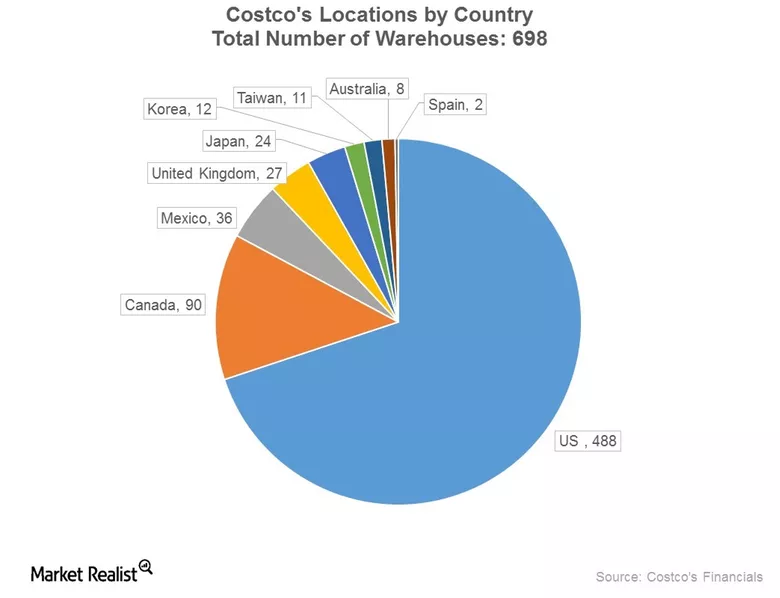 Costco's Locations by Country
Total Number of Warehouses: 698
Australia, 8
Taiwan, 11
Spain, 2
Korea, 12
Japan, 24
United Kingdom, 27
Mexico, 36
Canada, 90
US , 488
Market Realist
Source: Costco's Financials